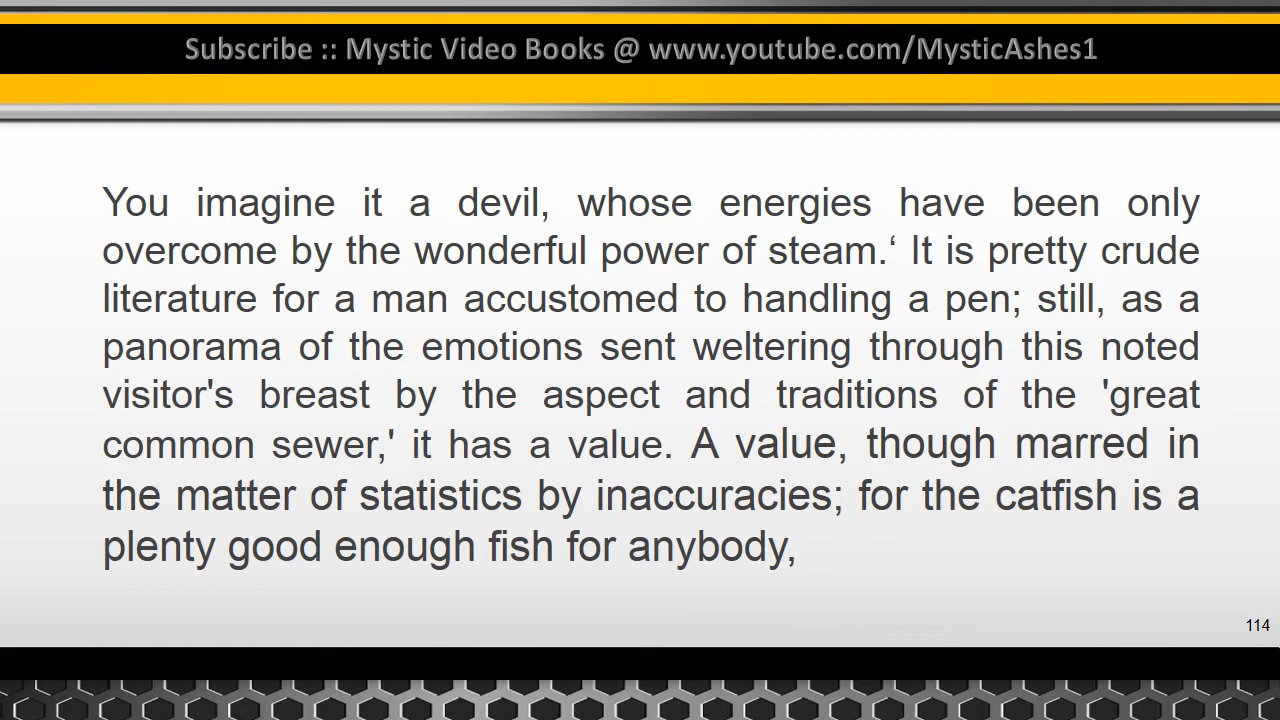 Subscribe :: Mystic Video Books @ www.youtube.com/MysticAshes1
You imagine it a devil, whose energies have been only
overcome by the wonderful power of steam.‘ It is pretty crude
literature for a man accustomed to handling a pen; still, as a
panorama of the emotions sent weltering through this noted
visitor's breast by the aspect and traditions of the 'great
common sewer,' it has a value. A value, though marred in
the matter of statistics by inaccuracies; for the catfish is a
plenty good enough fish for anybody,
114